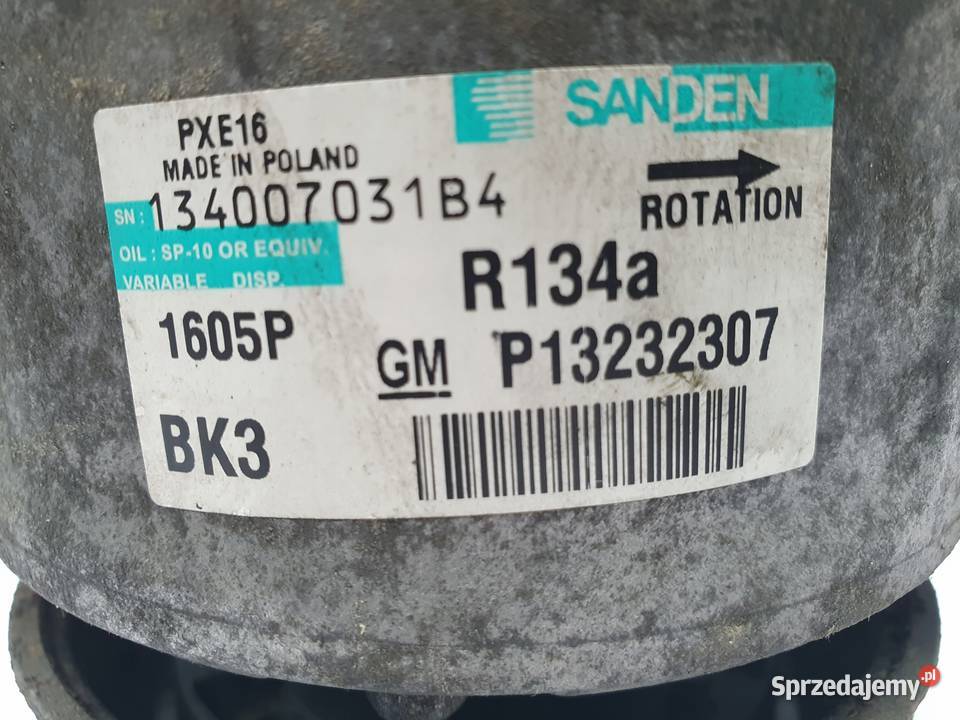 SANDEN
PXE16
MADE IN POLAND
SN: 134007031B4
ROTATION
OIL : SP-10 OR EQUIV.
VARIABLE DISP.
R134a
1605P
GM P13232307
BK3
Sprzedajemy.pl